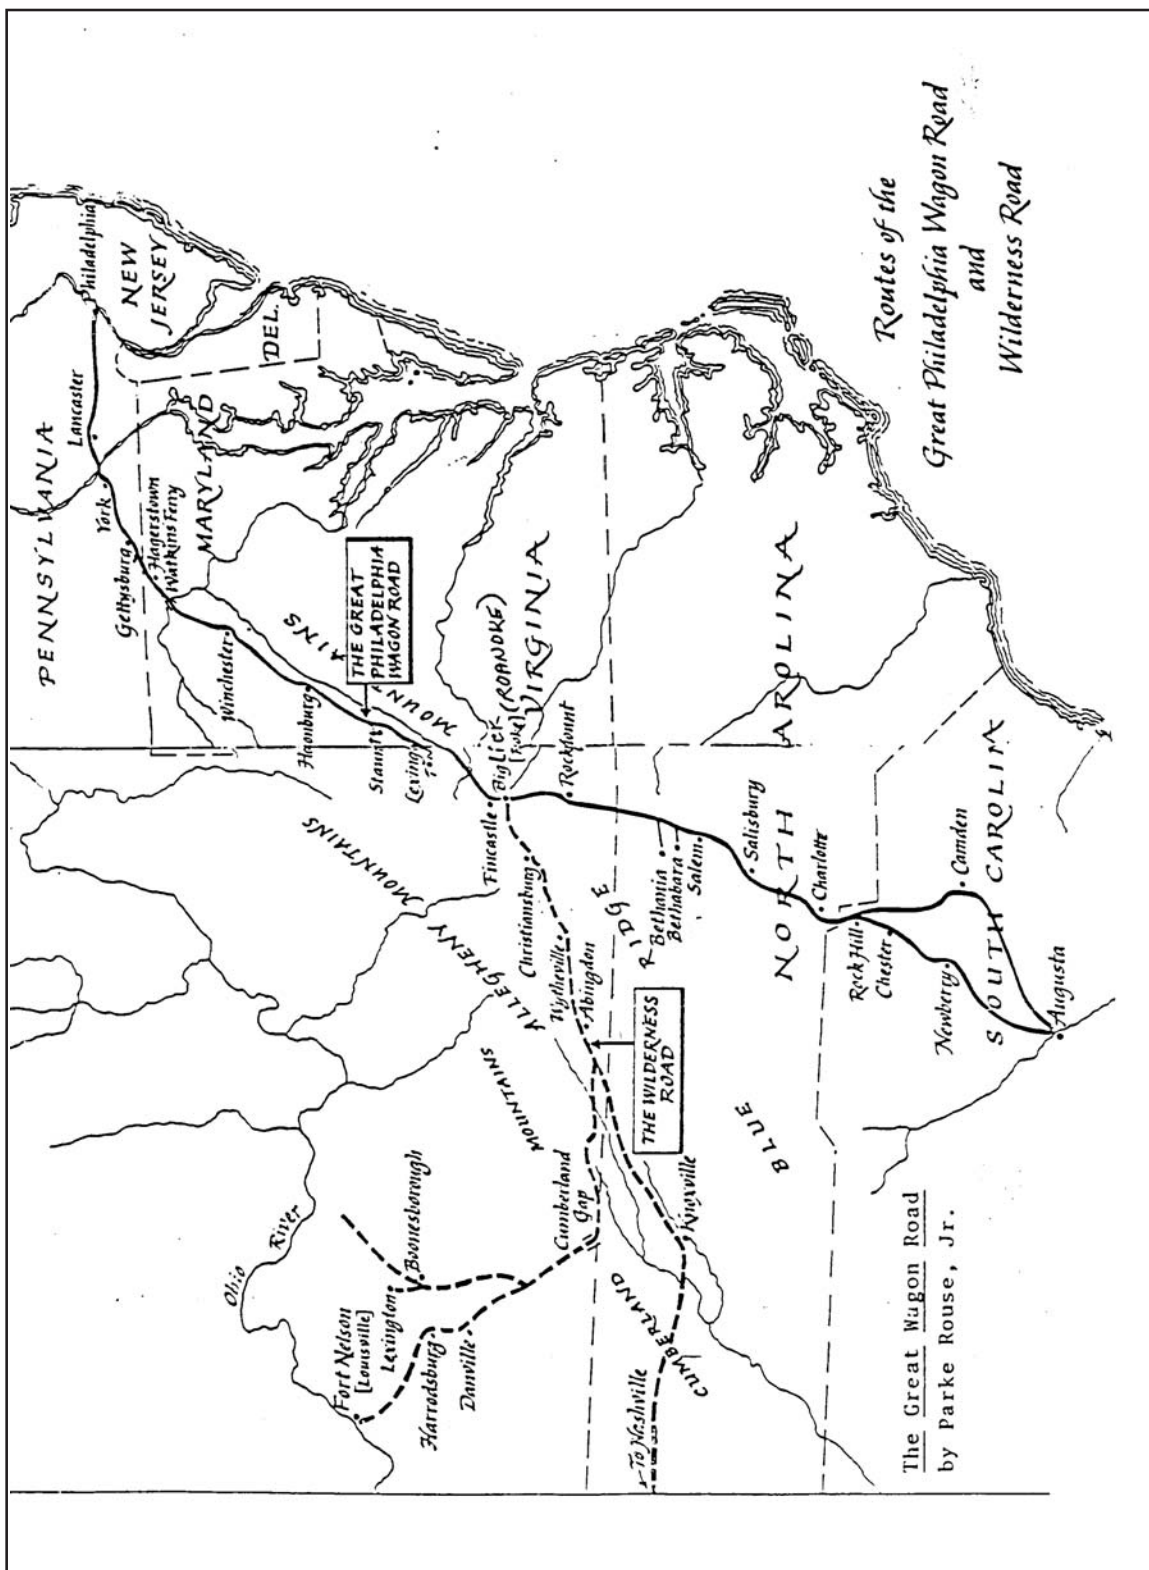 Routes of the
Great Philadelphia Wagon Road
and
Wilderness Road
PENNSYLVANIA
NEW
JERSEY
DEL.
MARYLAND
VIRGINIA
NORTH CAROLINA
SOUTH CAROLINA
Philadelphia
Lancaster
York
Gettysburg
Hagerstown
Watkins Ferry
Winchester
THE GREAT
PHILADELPHIA
WAGON ROAD
Lexington
Fincastle
Big Lick (ROANOKE)
Rockfount
Bethania
Bethabara
Salem
Salisbury
Charlotte
Rock Hill
Chester
Newberry
Camden
Augusta
Christiansburg
Wytheville
Abingdon
THE WILDERNESS
ROAD
ALLEGHENY
MOUNTAINS
MOUNTAINS
BLUE
RIDGE
MOUNTAINS
CUMBERLAND
Cumberland
Gap
Knoxville
To Nashville
Boonesborough
Lexington
Harrodsburg
Danville
Fort Nelson
[Louisville]
Ohio
River
The Great Wagon Road
by Parke Rouse, Jr.